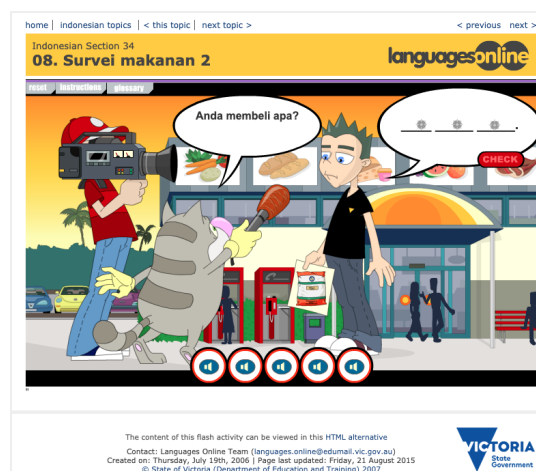 home | indonesian topics | < this topic | next topic >
< previous next >
Indonesian Section 34
08. Survei makanan 2
languagesonline
reset instructions glossary
Anda membeli apa?
___ ___ ___.
CHECK
The content of this flash activity can be viewed in this HTML alternative
Contact: Languages Online Team (languages.online@edumail.vic.gov.au)
Created on: Thursday, July 19th, 2006 | Page last updated: Friday, 21 August 2015
© State of Victoria (Department of Education and Training) 2007
VICTORIA
State
Government